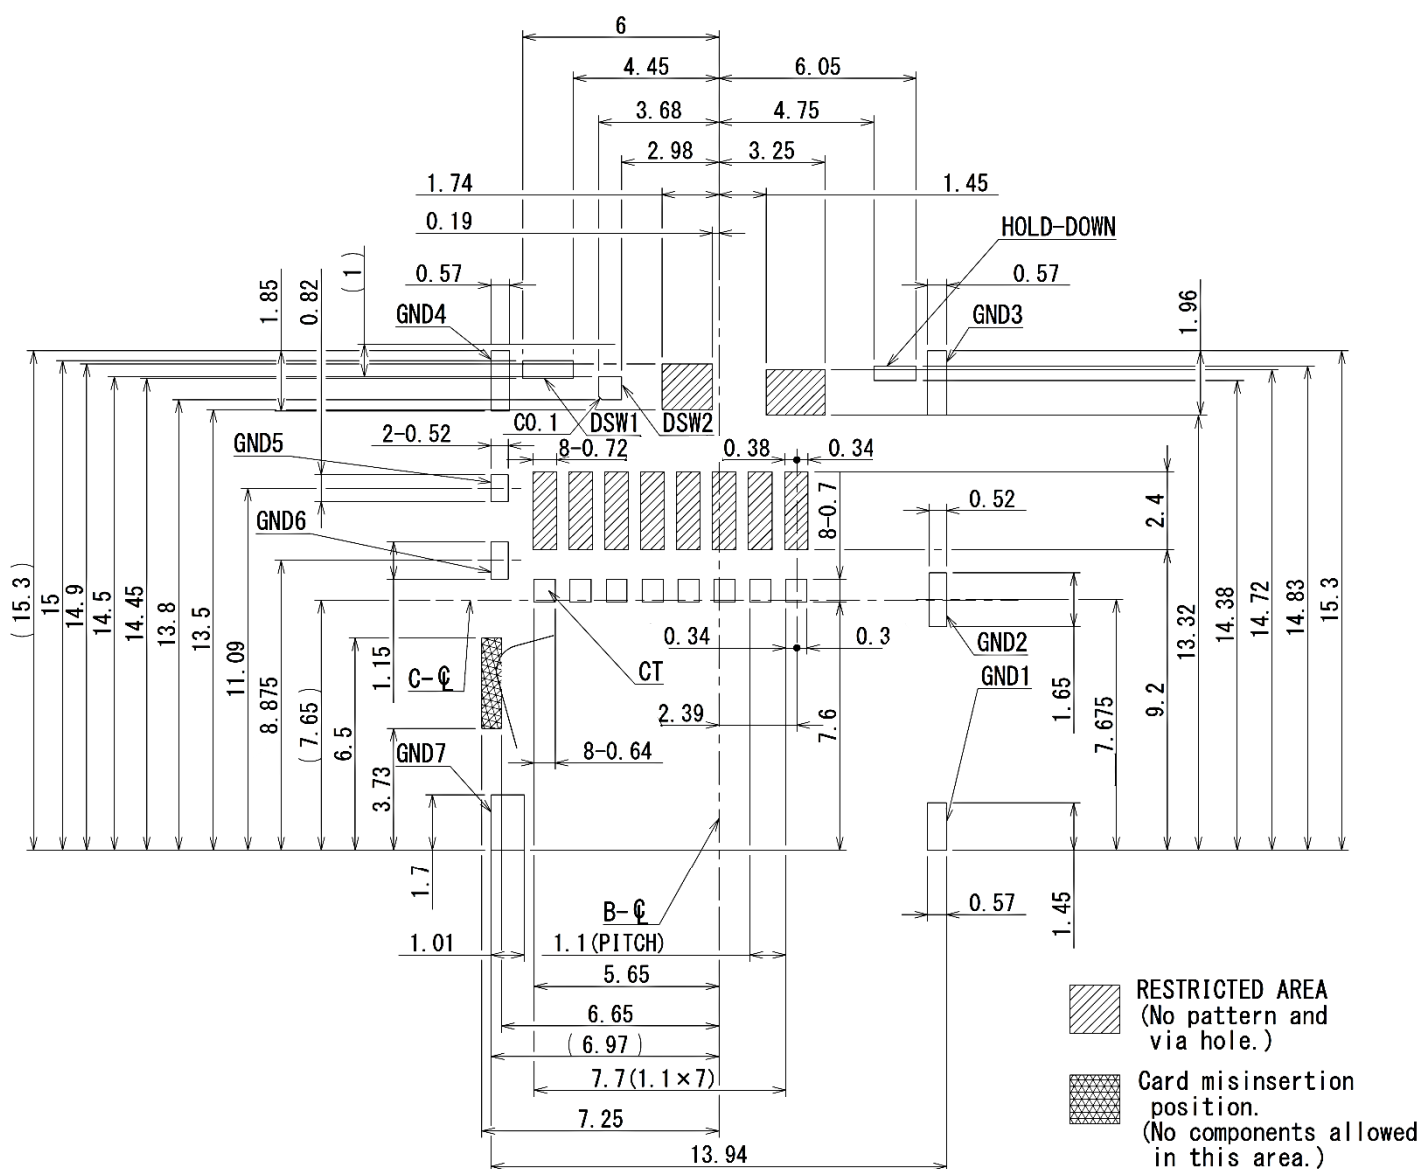 6
4.45
6.05
3.68
4.75
2.98
3.25
1.74
1.45
0.19
HOLD-DOWN
(1)
0.57
0.57
1.85
0.82
GND4
GND3
1.96
C0.1
DSW1
DSW2
2-0.52
8-0.72
0.38
0.34
GND5
8-0.7
0.52
2.4
GND6
(15.3)
15
14.9
14.5
14.45
13.8
13.5
11.09
8.875
(7.65)
6.5
1.15
3.73
C-℄
CT
0.34
0.3
GND2
GND1
2.39
7.6
1.65
7.675
9.2
13.32
14.38
14.72
14.83
15.3
GND7
8-0.64
1.7
B-℄
0.57
1.45
1.01
1.1(PITCH)
5.65
6.65
(6.97)
7.7(1.1×7)
7.25
13.94
RESTRICTED AREA
(No pattern and
via hole.)
Card misinsertion
position.
(No components allowed
in this area.)